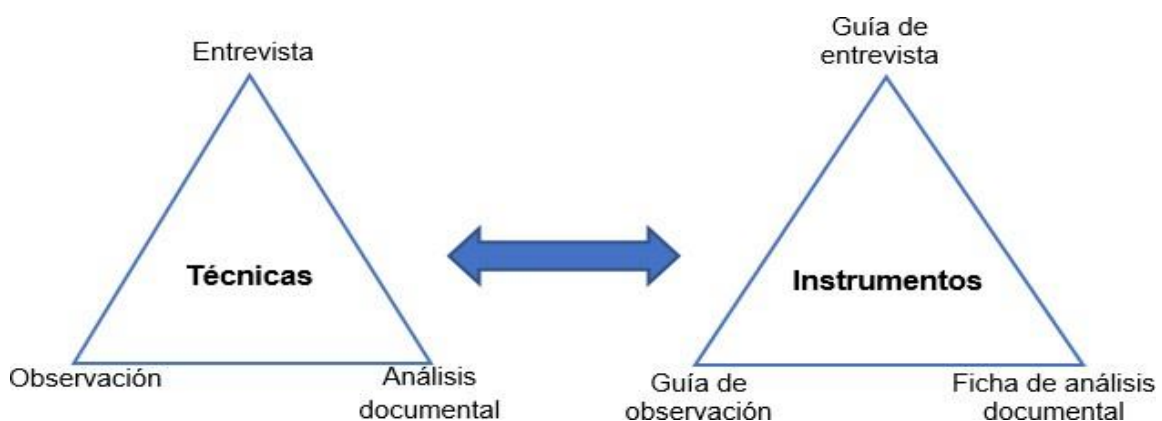 Entrevista
Técnicas
Observación
Análisis
documental
Guía de
entrevista
Instrumentos
Guía de
observación
Ficha de análisis
documental